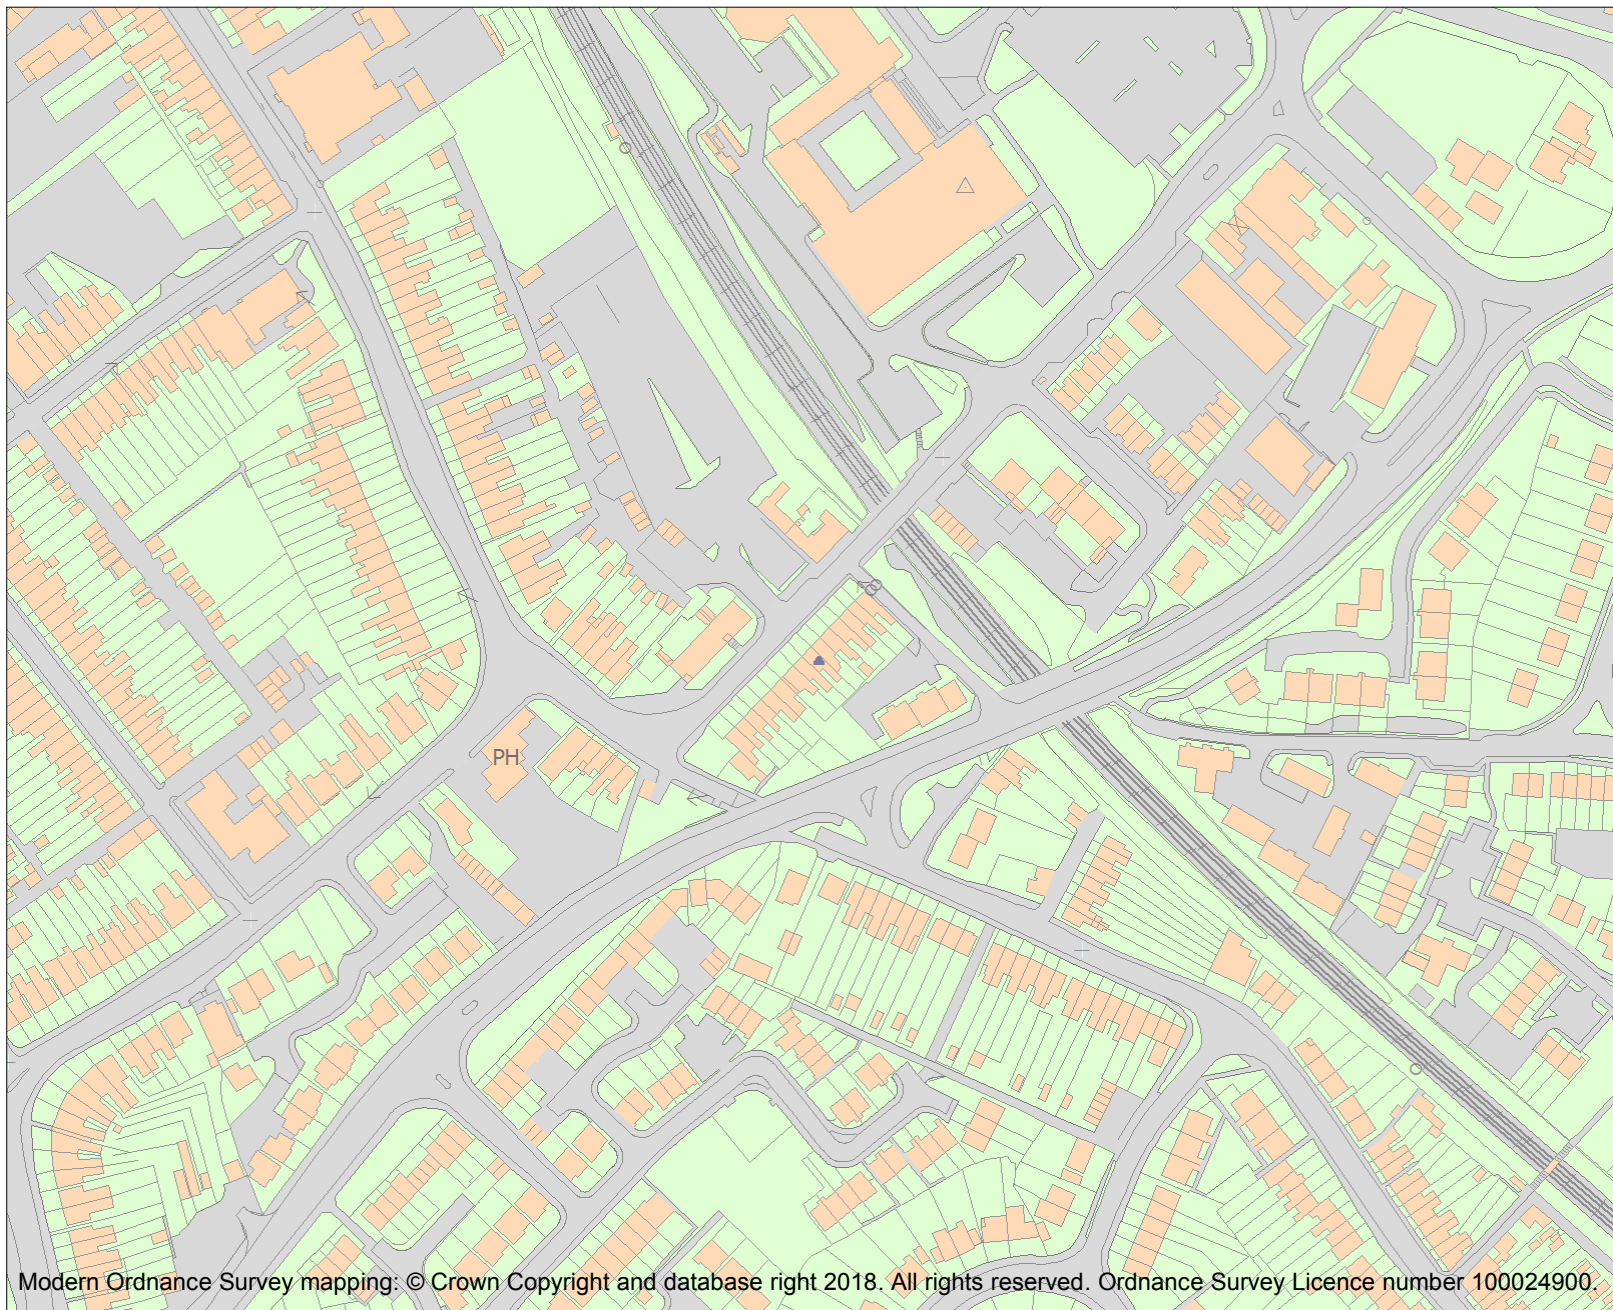 PH
Modern Ordnance Survey mapping: © Crown Copyright and database right 2018. All rights reserved. Ordnance Survey Licence number 100024900.